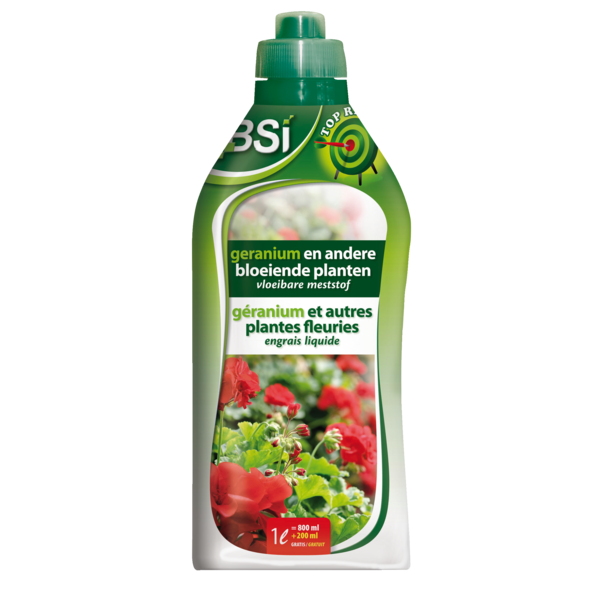 BSi
TOP
geranium en andere
bloeiende planten
vloeibare meststof
géranium et autres
plantes fleuries
engrais liquide
1ℓ = 800 ml
+ 200 ml
GRATIS / GRATUIT